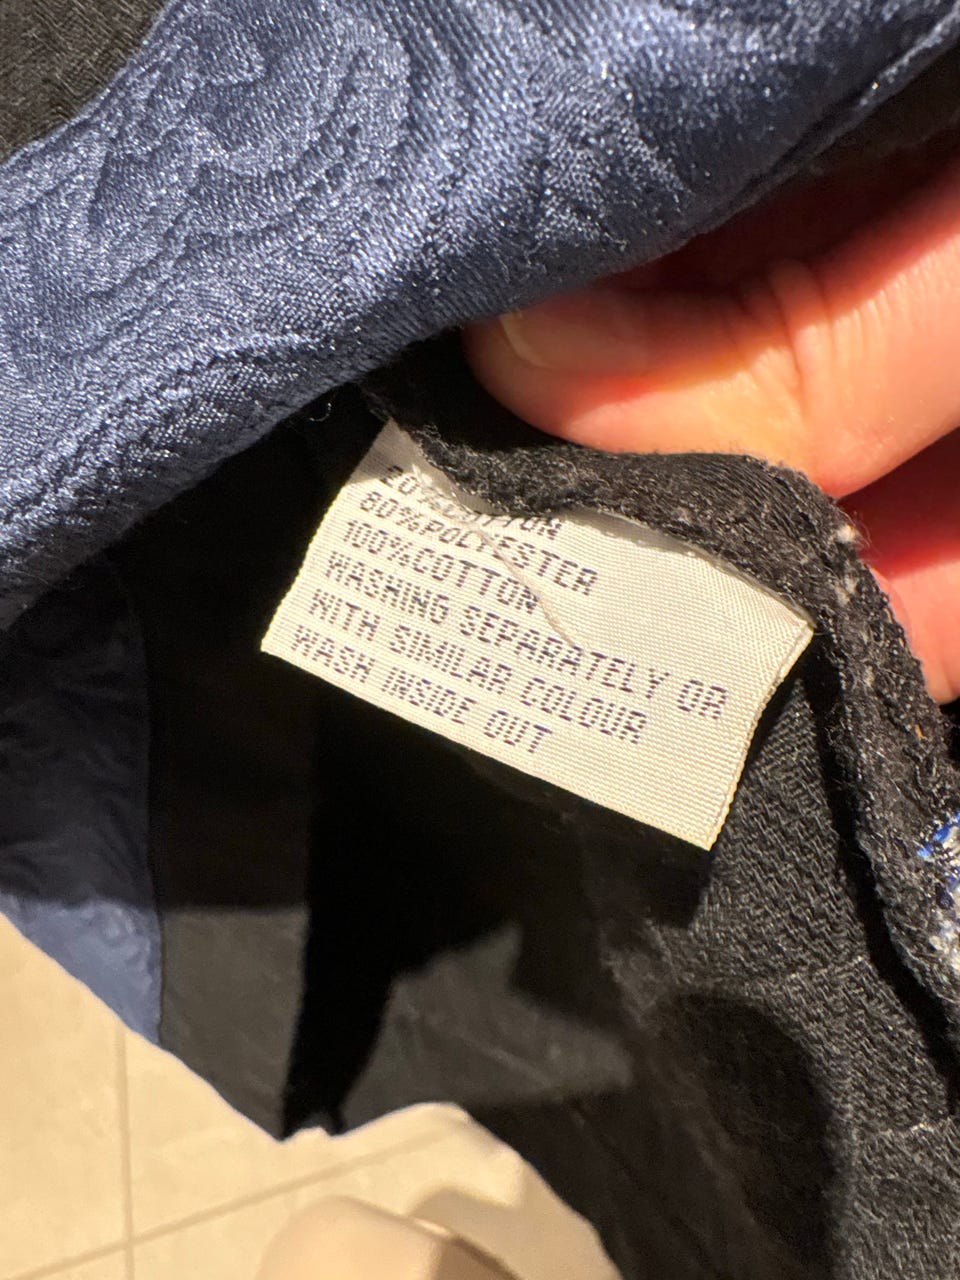 20%COTTON
80%POLYESTER
100%COTTON
WASHING SEPARATELY OR
WITH SIMILAR COLOUR
WASH INSIDE OUT